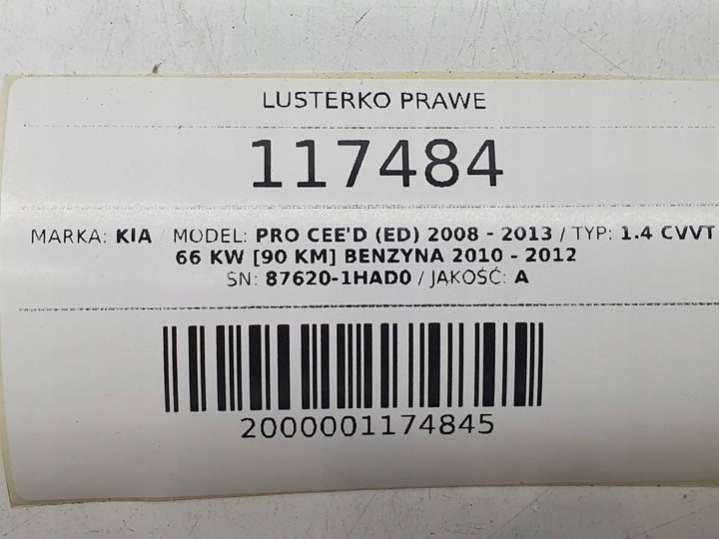 LUSTERKO PRAWE
117484
MARKA: KIA / MODEL: PRO CEE'D (ED) 2008 - 2013 / TYP: 1.4 CVVT
66 KW [90 KM] BENZYNA 2010 - 2012
SN: 87620-1HAD0 / JAKOŚĆ: A
2000001174845